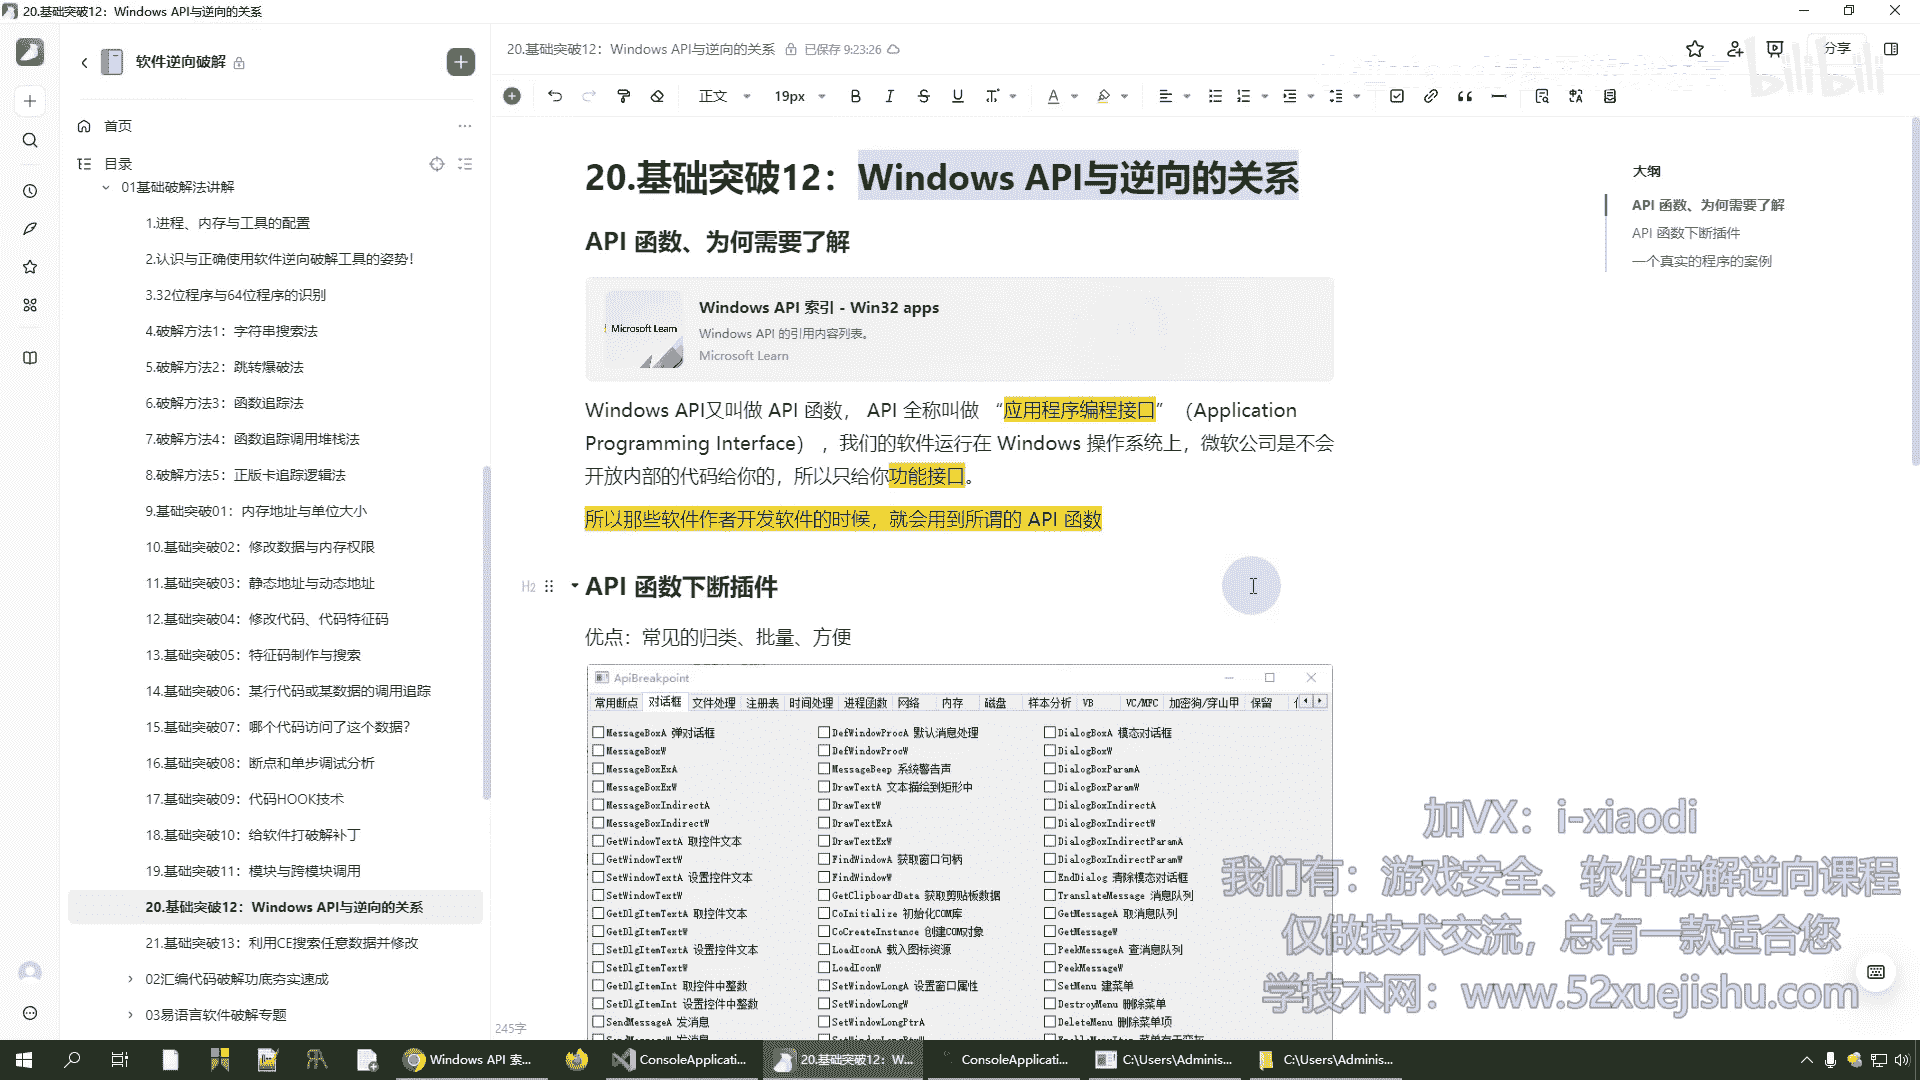 20.基础突破12：Windows API与逆向的关系
软件逆向破解
首页
目录
01基础破解法讲解
1.进程、内存与工具的配置
2.认识与正确使用软件逆向破解工具的姿势！
3.32位程序与64位程序的识别
4.破解方法1：字符串搜索法
5.破解方法2：跳转爆破法
6.破解方法3：函数追踪法
7.破解方法4：函数追踪调用堆栈法
8.破解方法5：正版卡追踪逻辑法
9.基础突破01：内存地址与单位大小
10.基础突破02：修改数据与内存权限
11.基础突破03：静态地址与动态地址
12.基础突破04：修改代码、代码特征码
13.基础突破05：特征码制作与搜索
14.基础突破06：某行代码或某数据的调用追踪
15.基础突破07：哪个代码访问了这个数据？
16.基础突破08：断点和单步调试分析
17.基础突破09：代码HOOK技术
18.基础突破10：给软件打破解补丁
19.基础突破11：模块与跨模块调用
20.基础突破12：Windows API与逆向的关系
21.基础突破13：利用CE搜索任意数据并修改
02汇编代码破解功底夯实速成
03易语言软件破解专题
20.基础突破12：Windows API与逆向的关系 已保存 9:23:26
分享
bilibili
正文 19px B I S U T A
20.基础突破12：Windows API与逆向的关系
API 函数、为何需要了解
Microsoft Learn
Windows API 索引 - Win32 apps
Windows API 的引用内容列表。
Microsoft Learn
Windows API又叫做 API 函数， API 全称叫做 “应用程序编程接口” （Application
Programming Interface） ，我们的软件运行在 Windows 操作系统上，微软公司是不会
开放内部的代码给你的，所以只给你功能接口。
所以那些软件作者开发软件的时候，就会用到所谓的 API 函数
H2 API 函数下断插件
优点：常见的归类、批量、方便
ApiBreakpoint
常用断点 对话框 文件处理 注册表 时间处理 进程函数 网络 内存 磁盘 样本分析 VB VC/MFC 加密狗/穿山甲 保留
MessageBoxA 弹对话框 DefWindowProcA 默认消息处理 DialogBoxA 模态对话框
MessageBoxW DefWindowProcW DialogBoxW
MessageBoxExA MessageBeep 系统警告声 DialogBoxParamA
MessageBoxExW DrawTextA 文本描绘到矩形中 DialogBoxParamW
MessageBoxIndirectA DrawTextW DialogBoxIndirectA
MessageBoxIndirectW DrawTextExA DialogBoxIndirectW
GetWindowTextA 取控件文本 DrawTextExW DialogBoxIndirectParamA
GetWindowTextW FindWindowA 获取窗口句柄 DialogBoxIndirectParamW
SetWindowTextA 设置控件文本 FindWindowW EndDialog 清除模态对话框
SetWindowTextW GetClipboardData 获取剪贴板数据 TranslateMessage 消息队列
GetDlgItemTextA 取控件文本 CoInitialize 初始化COM库 GetMessageA 取消息队列
GetDlgItemTextW CoCreateInstance 创建COM对象 GetMessageW
SetDlgItemTextA 设置控件文本 LoadIconA 载入图标资源 PeekMessageA 查消息队列
SetDlgItemTextW LoadIconW PeekMessageW
GetDlgItemInt 取控件中整数 SetWindowLongA 设置窗口属性 SetMenu 建菜单
SetDlgItemInt 设置控件中整数 SetWindowLongW DestroyMenu 删除菜单
SendMessageA 发消息 SetWindowLongPtrA DeleteMenu 删除菜单项
大纲
API 函数、为何需要了解
API 函数下断插件
一个真实的程序的案例
加VX：i-xiaodi
我们有：游戏安全、软件破解逆向课程
仅做技术交流，总有一款适合您
学技术网：www.52xuejishu.com
245字
Windows API 索...
ConsoleApplicati...
20.基础突破12：W...
ConsoleApplicati...
C:\Users\Adminis...
C:\Users\Adminis...